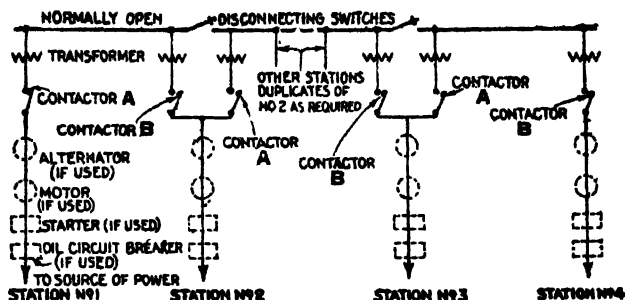 NORMALLY OPEN
DISCONNECTING SWITCHES
TRANSFORMER
OTHER STATIONS
DUPLICATES OF
NO 2 AS REQUIRED
CONTACTOR A
CONTACTOR B
CONTACTOR
A
CONTACTOR
B
CONTACTOR
A
CONTACTOR
B
ALTERNATOR
(IF USED)
MOTOR
(IF USED)
STARTER (IF USED)
OIL CIRCUIT BREAKER
(IF USED)
TO SOURCE OF POWER
STATION Nº1
STATION Nº2
STATION Nº3
STATION Nº4